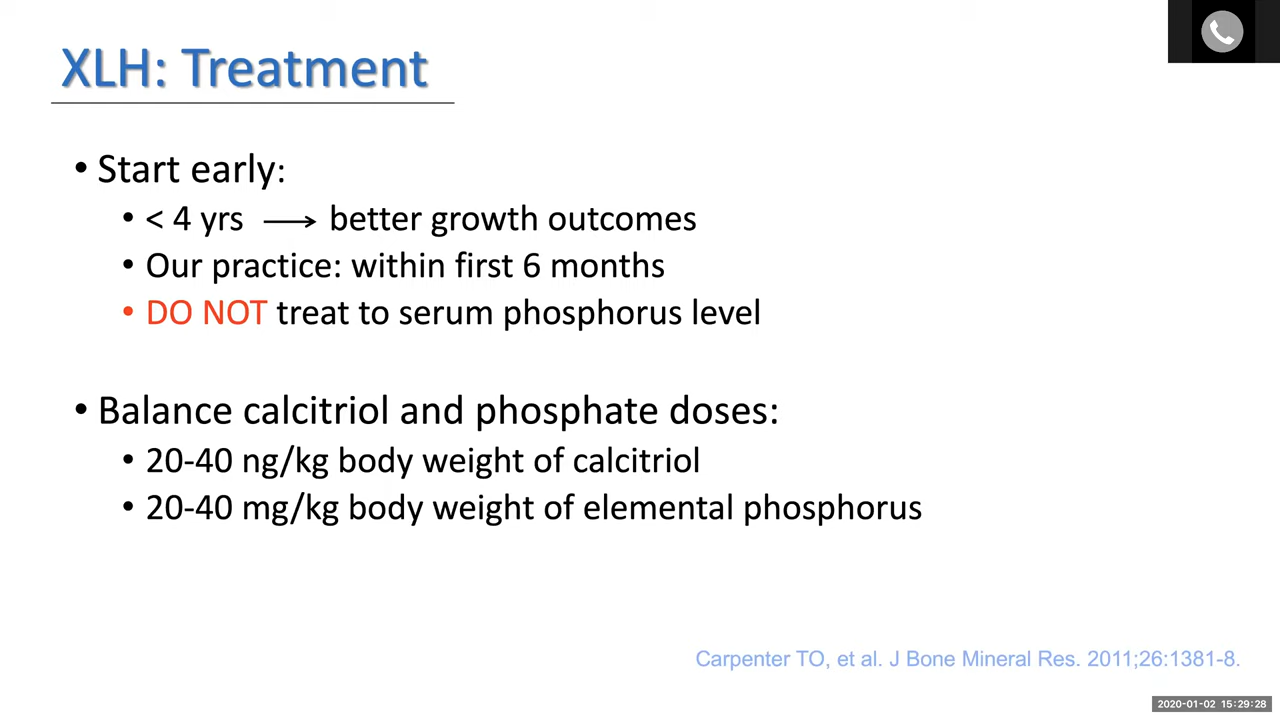 XLH: Treatment
• Start early:
• < 4 yrs ⟶ better growth outcomes
• Our practice: within first 6 months
• DO NOT treat to serum phosphorus level
• Balance calcitriol and phosphate doses:
• 20-40 ng/kg body weight of calcitriol
• 20-40 mg/kg body weight of elemental phosphorus
Carpenter TO, et al. J Bone Mineral Res. 2011;26:1381-8.
2020-01-02 15:29:28